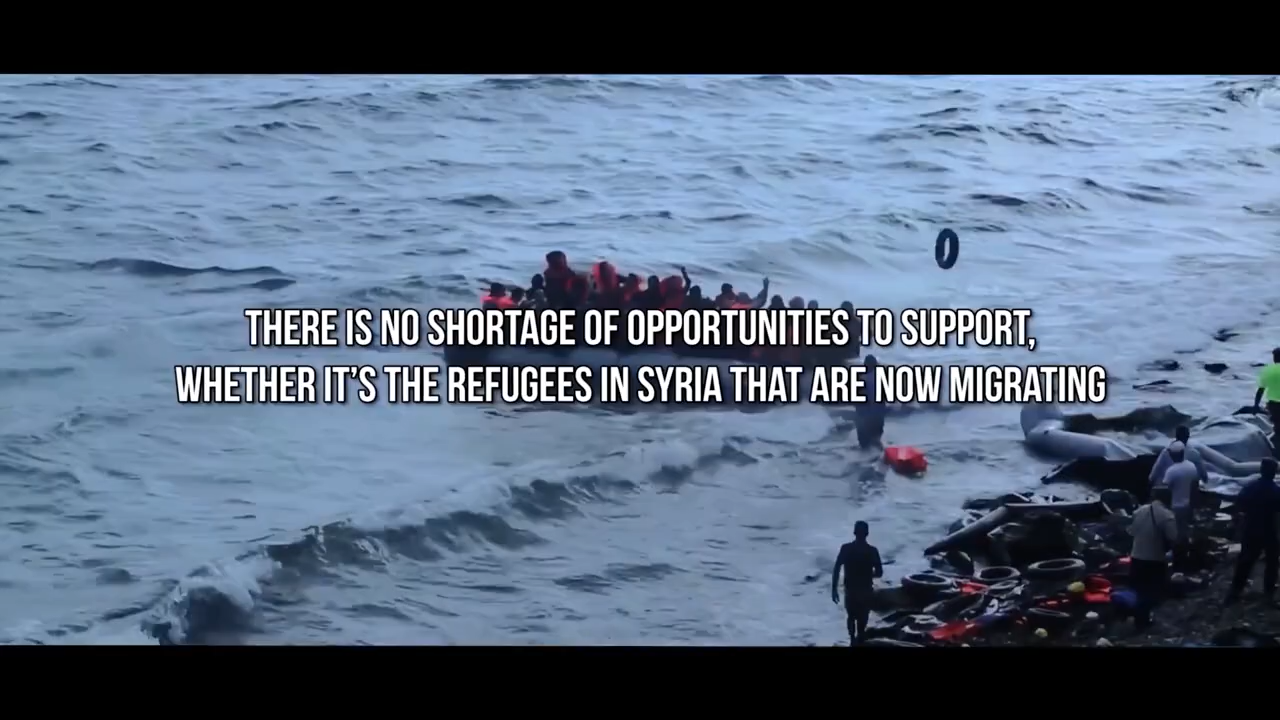 THERE IS NO SHORTAGE OF OPPORTUNITIES TO SUPPORT,
WHETHER IT'S THE REFUGEES IN SYRIA THAT ARE NOW MIGRATING